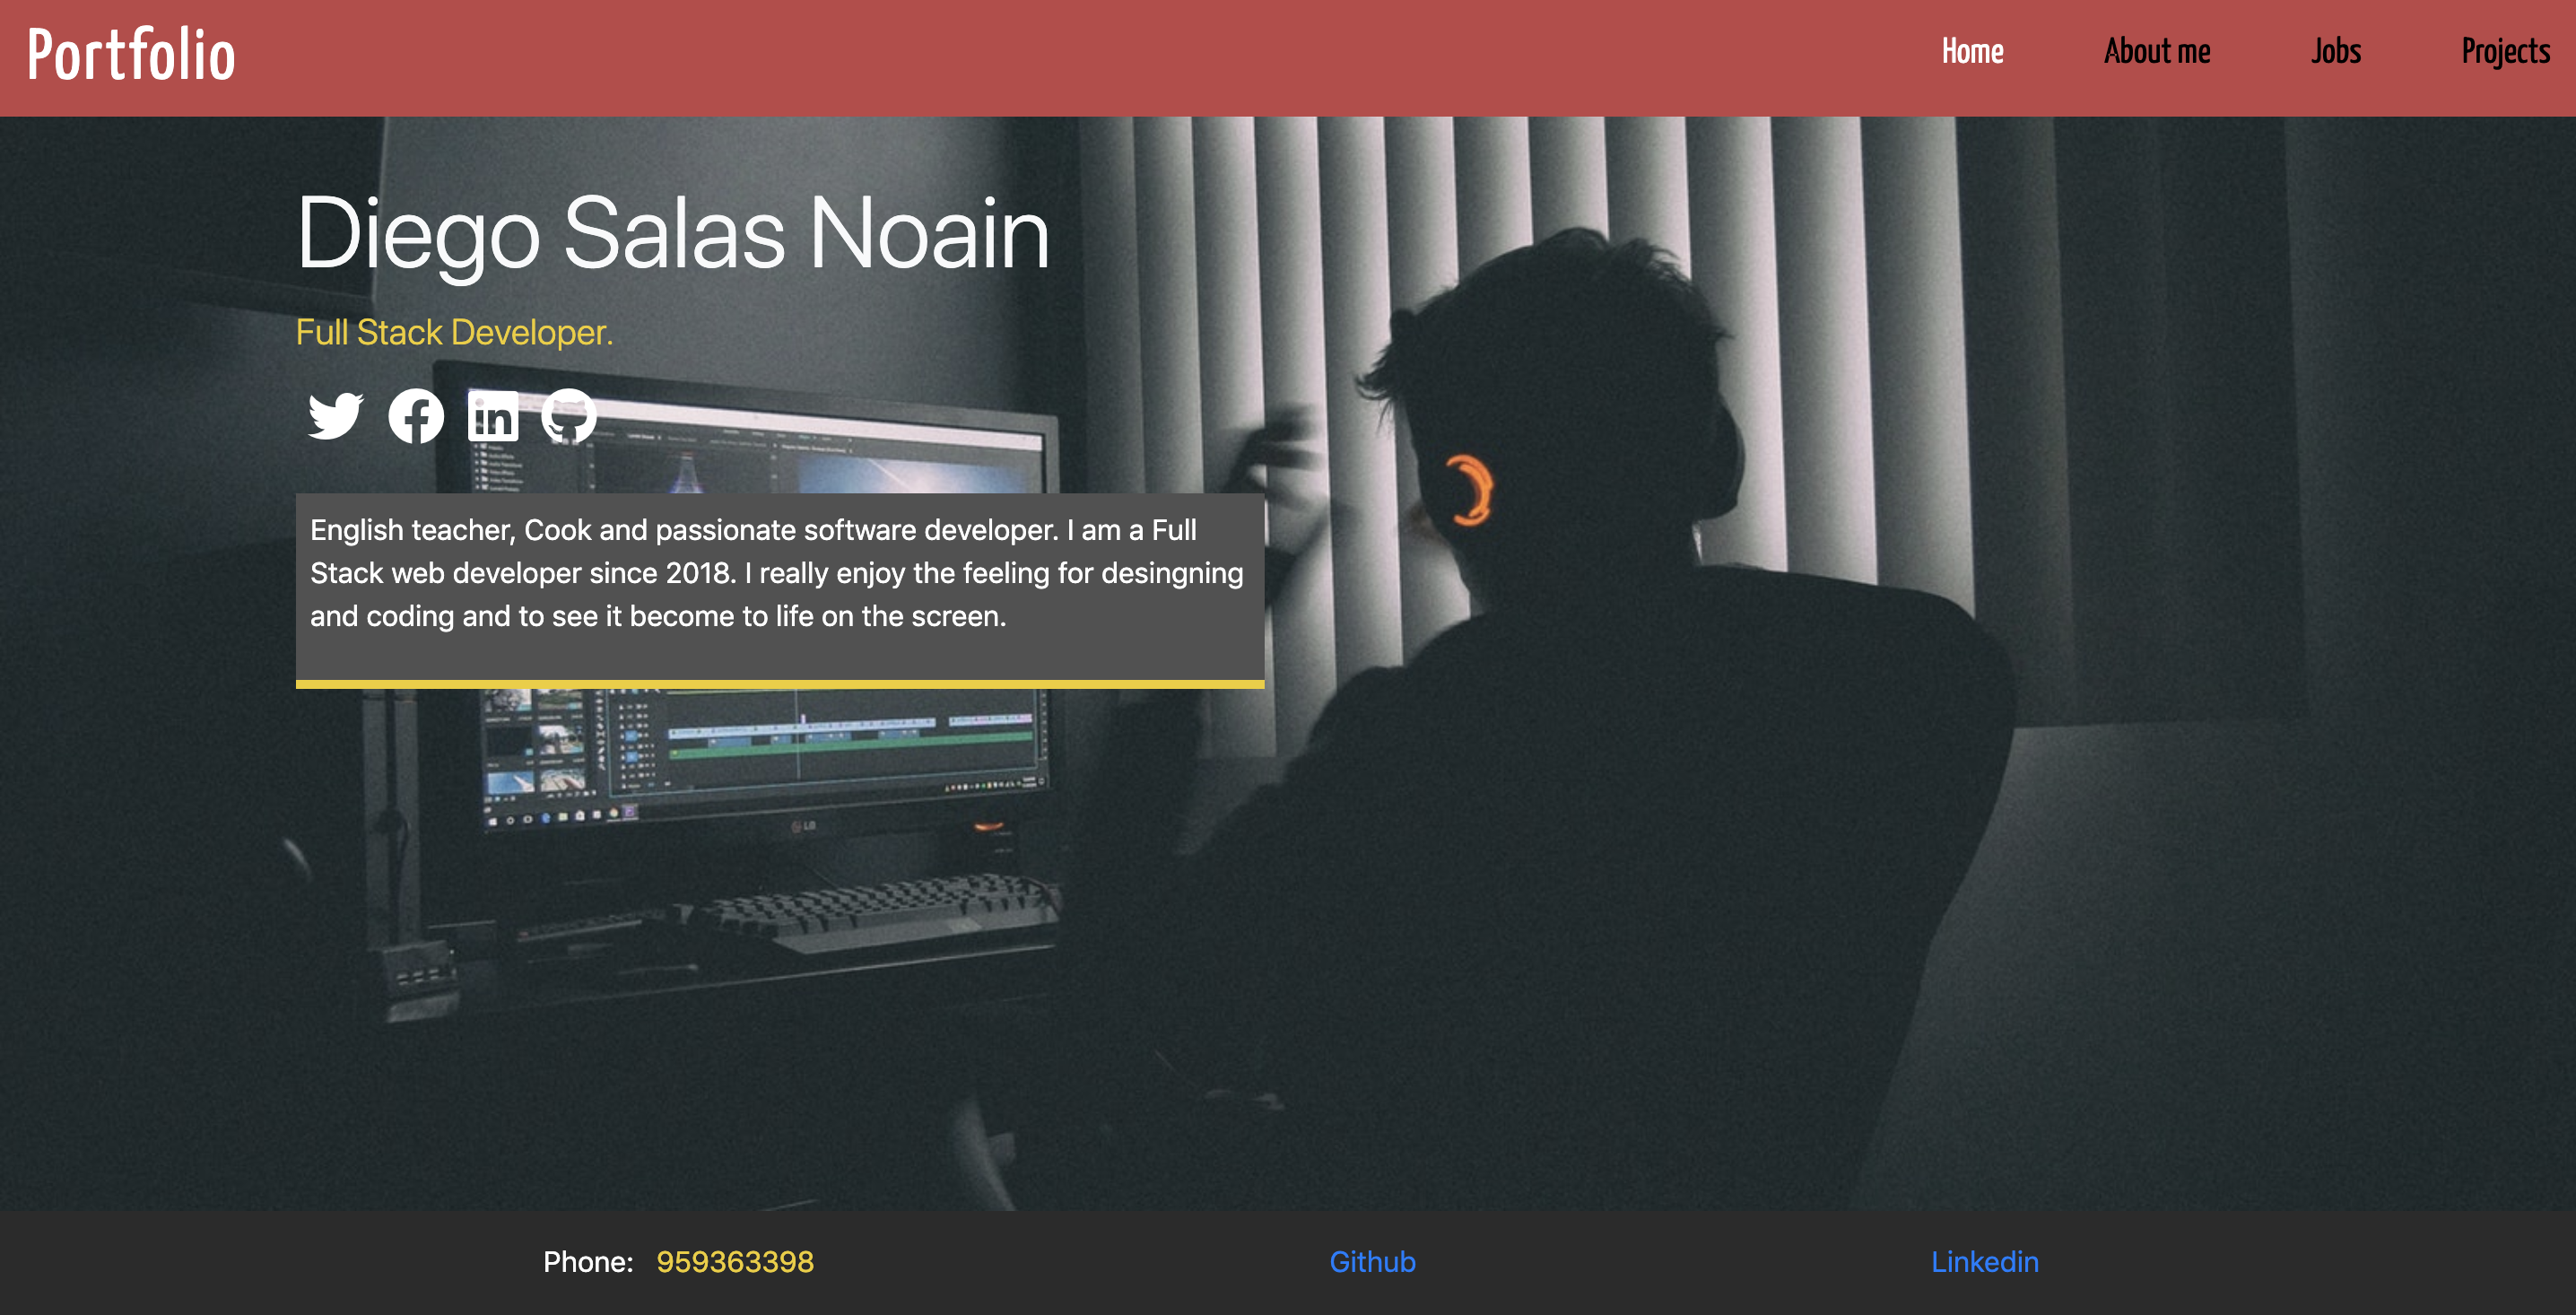 Portfolio
Home
About me
Jobs
Projects
Diego Salas Noain
Full Stack Developer.
in
English teacher, Cook and passionate software developer. I am a Full
Stack web developer since 2018. I really enjoy the feeling for desingning
and coding and to see it become to life on the screen.
LG
Phone: 959363398
Github
Linkedin